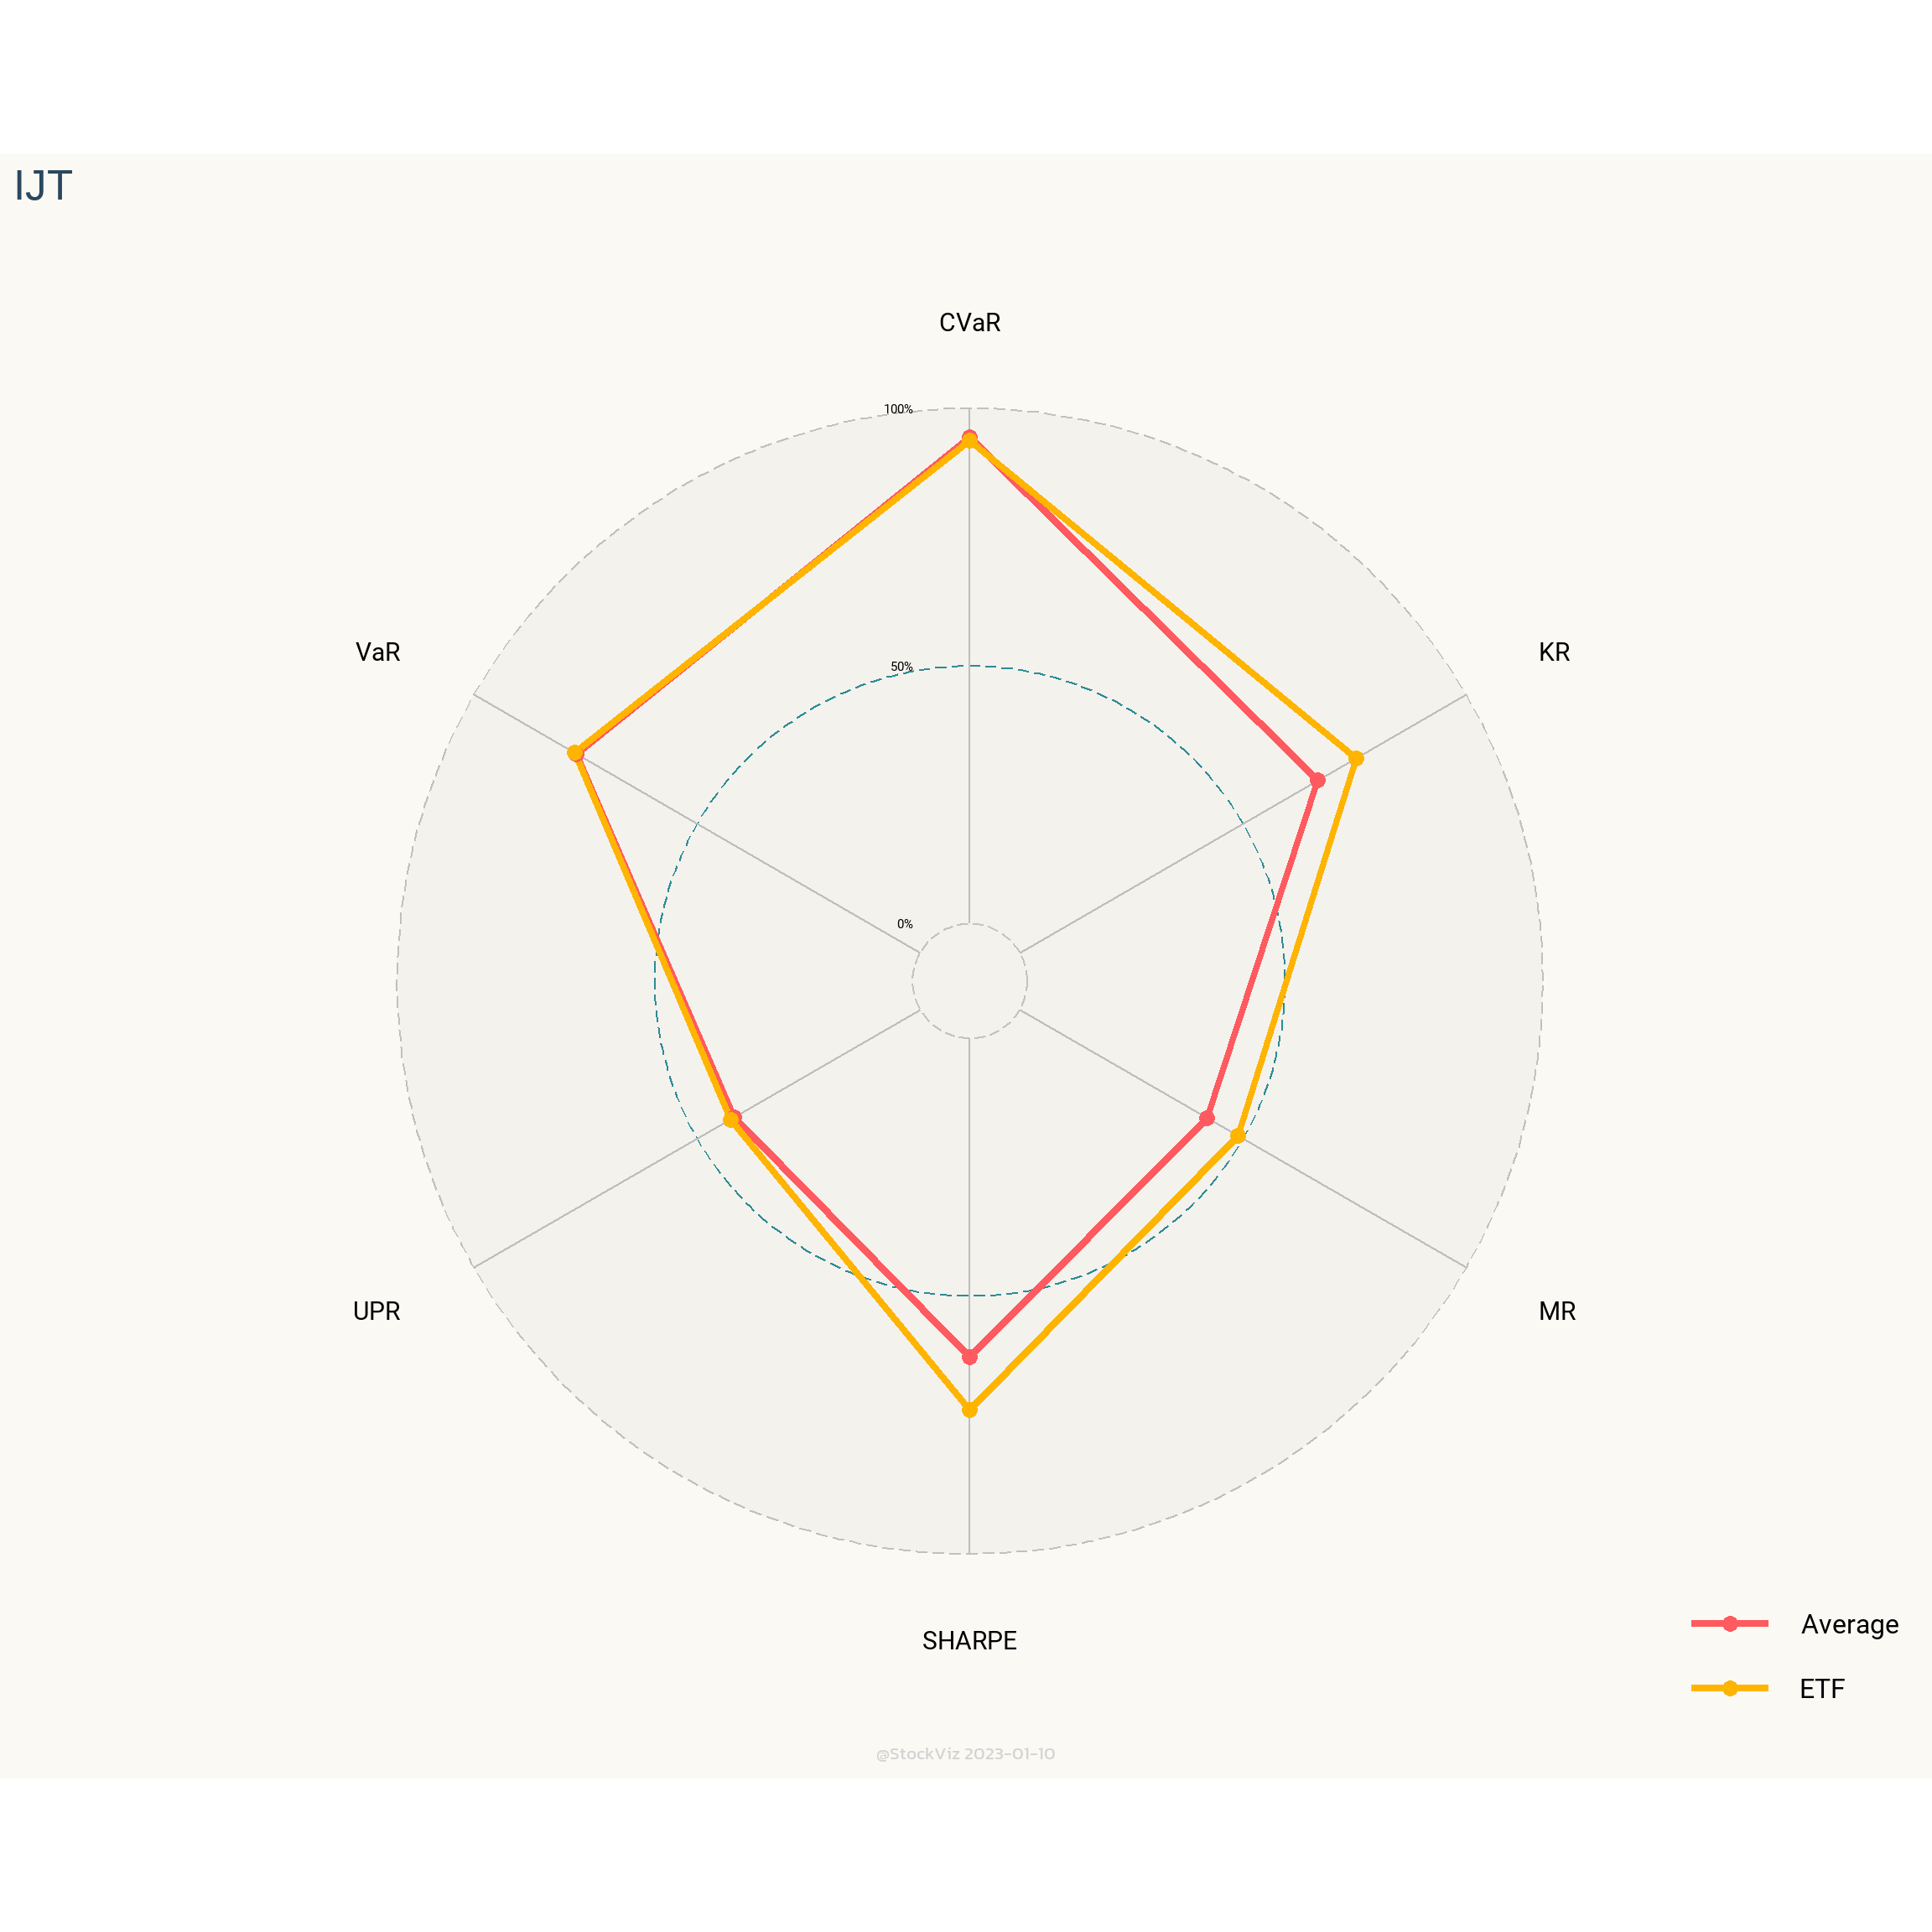 IJT
CVaR
100%
VaR
KR
50%
0%
UPR
MR
SHARPE
Average
ETF
@StockViz 2023-01-10